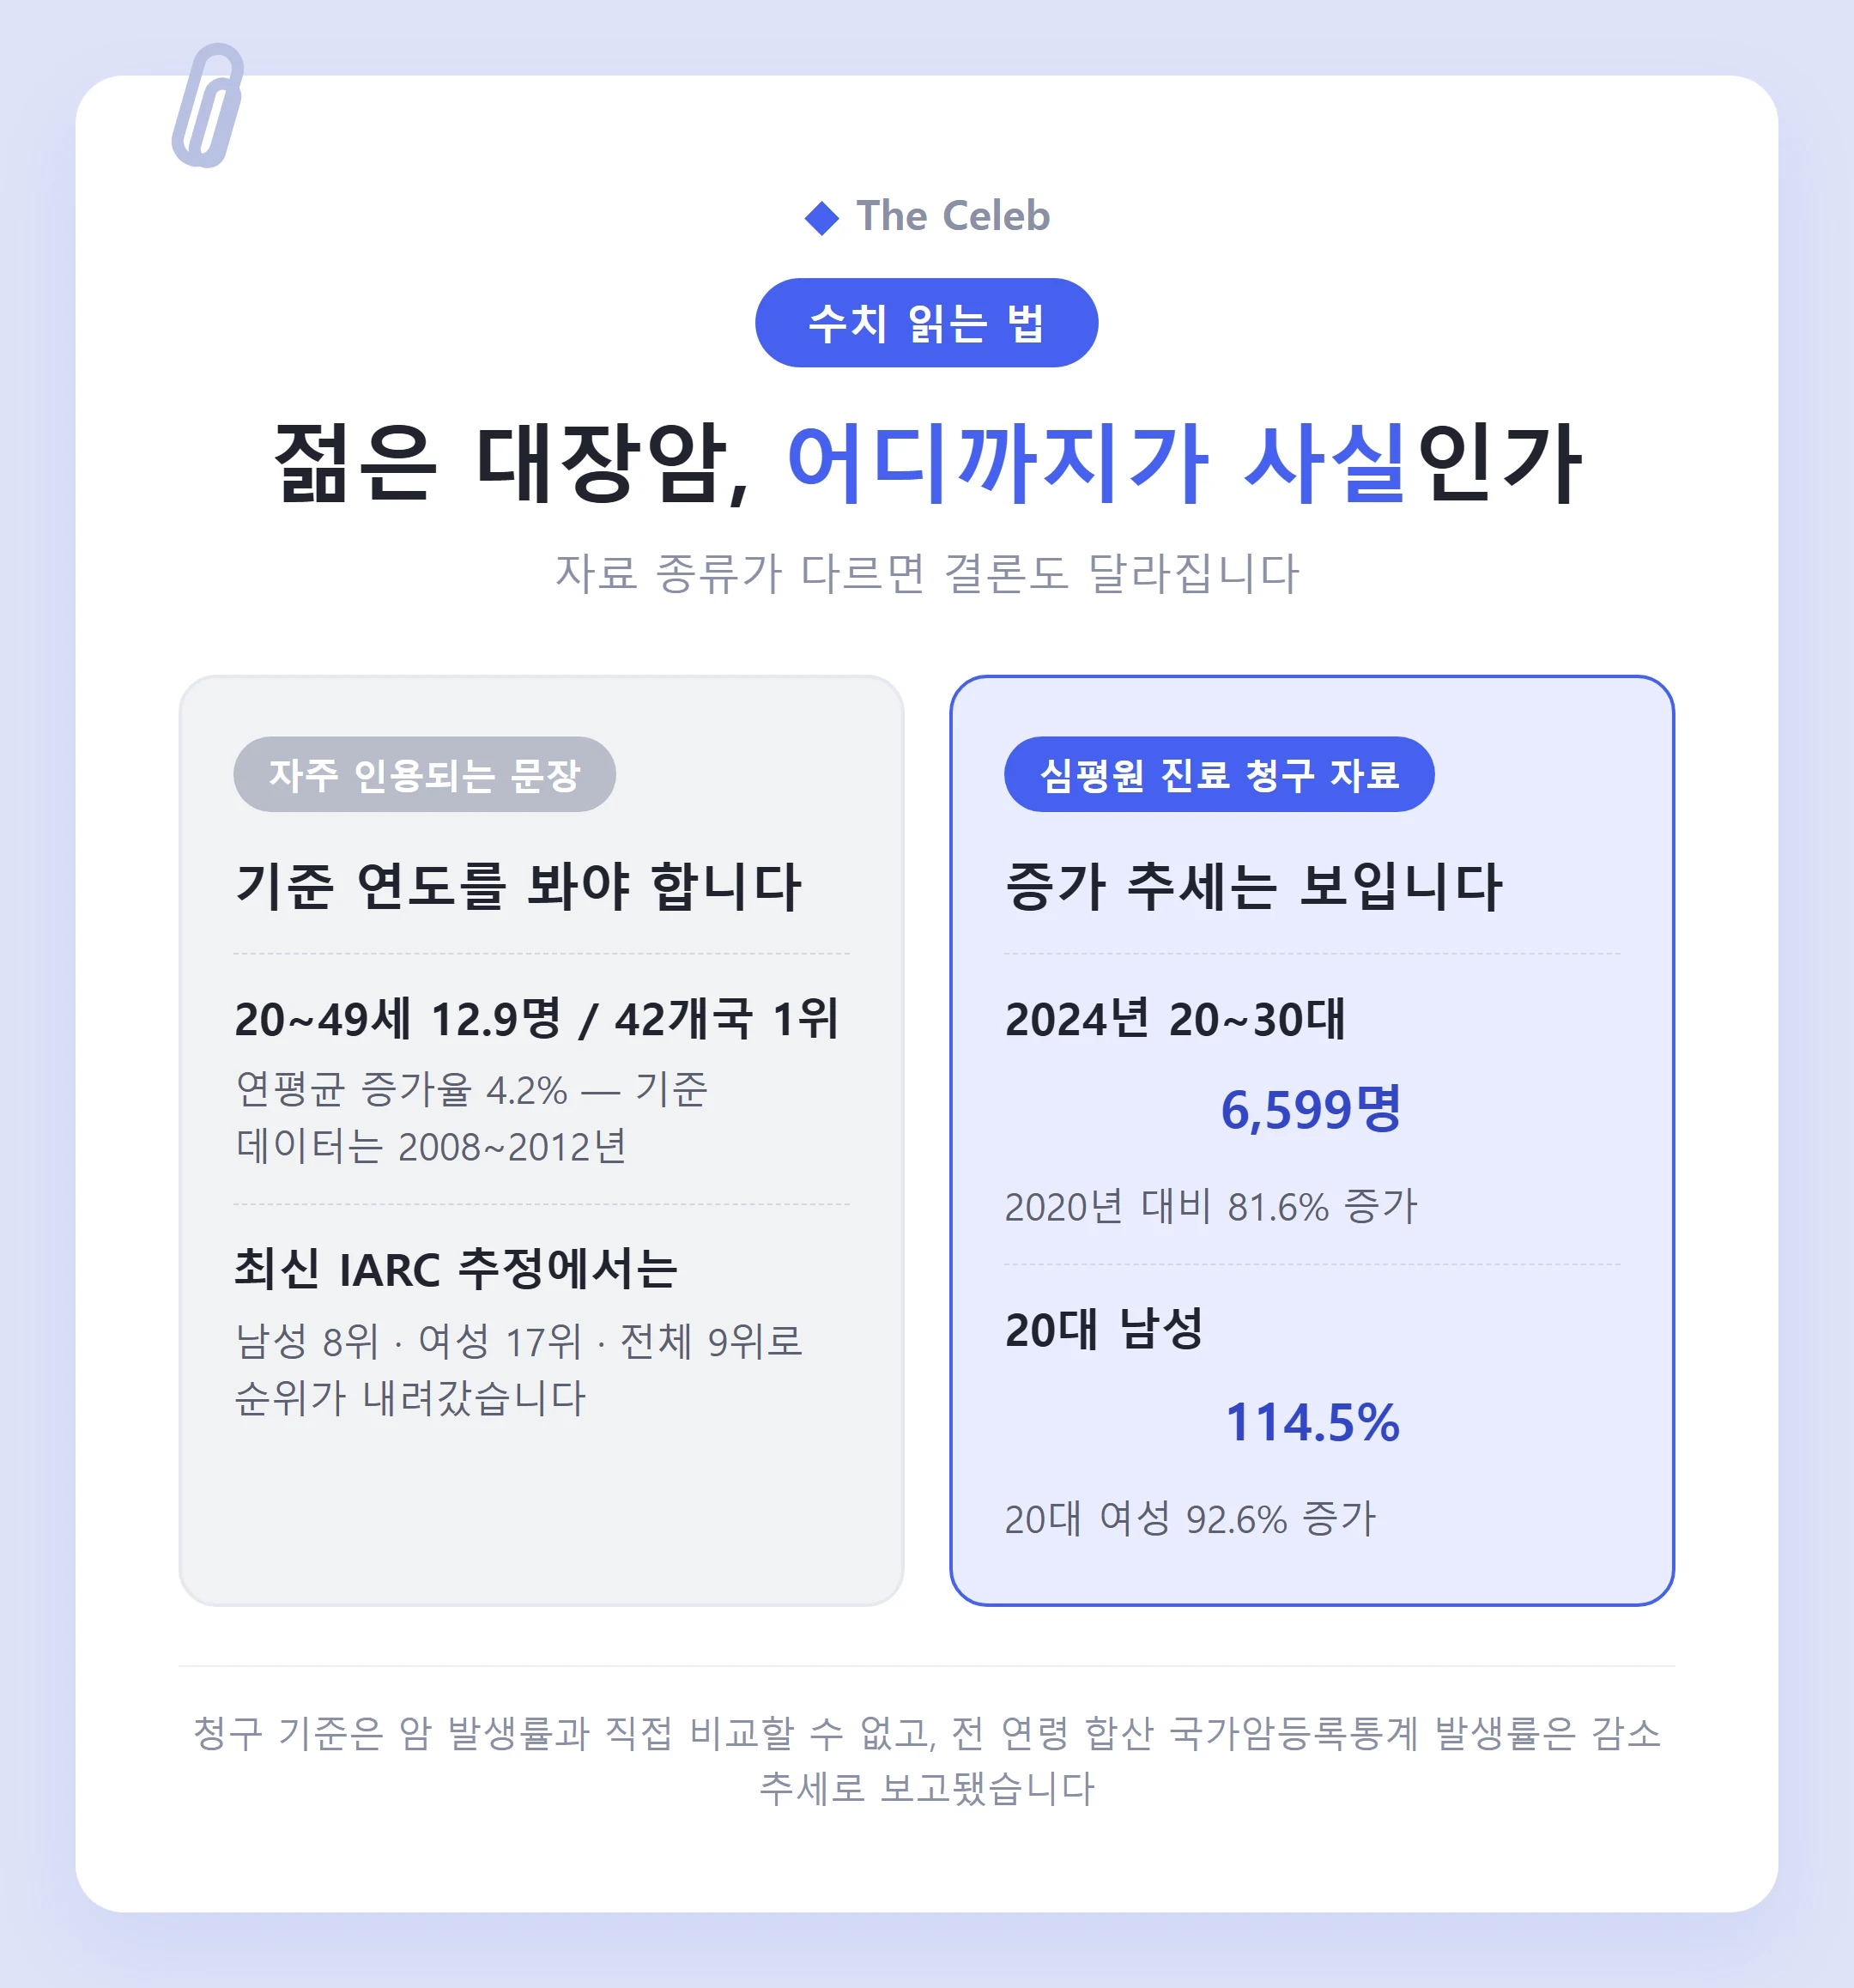 The Celeb
수치 읽는 법
젊은 대장암, 어디까지가 사실인가
자료 종류가 다르면 결론도 달라집니다
자주 인용되는 문장
기준 연도를 봐야 합니다
20~49세 12.9명 / 42개국 1위
연평균 증가율 4.2% — 기준
데이터는 2008~2012년
최신 IARC 추정에서는
남성 8위 · 여성 17위 · 전체 9위로
순위가 내려갔습니다
심평원 진료 청구 자료
증가 추세는 보입니다
2024년 20~30대
6,599명
2020년 대비 81.6% 증가
20대 남성
114.5%
20대 여성 92.6% 증가
청구 기준은 암 발생률과 직접 비교할 수 없고, 전 연령 합산 국가암등록통계 발생률은 감소
추세로 보고됐습니다